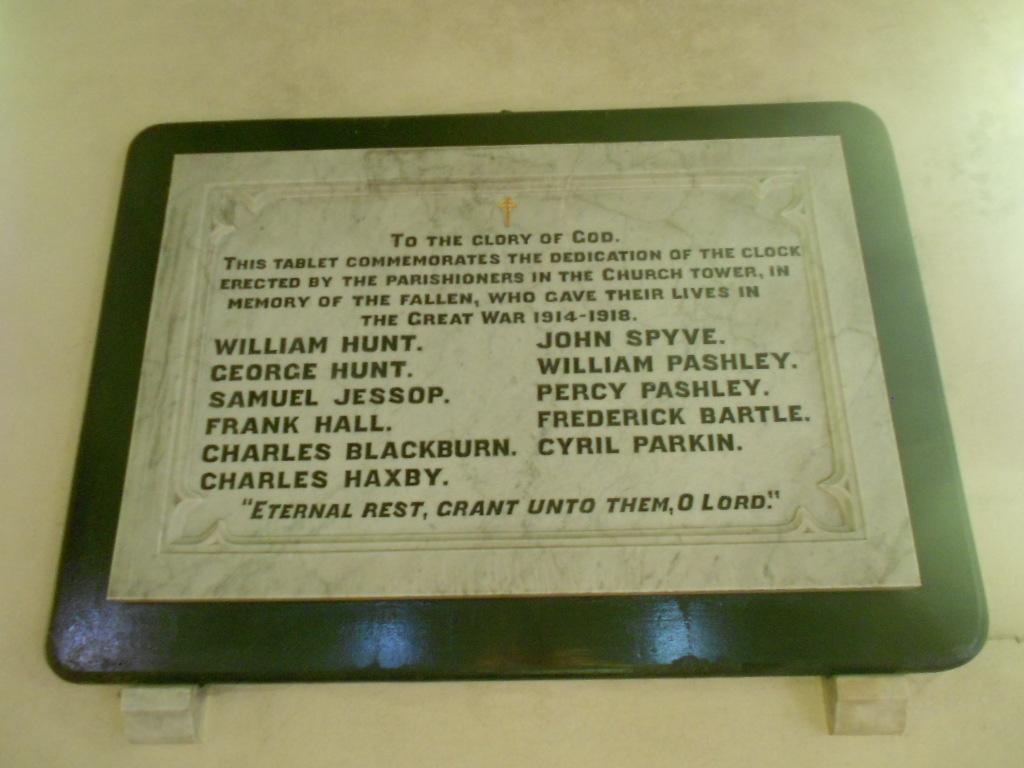 TO THE GLORY OF GOD.
THIS TABLET COMMEMORATES THE DEDICATION OF THE CLOCK
ERECTED BY THE PARISHIONERS IN THE CHURCH TOWER, IN
MEMORY OF THE FALLEN, WHO GAVE THEIR LIVES IN
THE GREAT WAR 1914-1918.
WILLIAM HUNT.
GEORGE HUNT.
SAMUEL JESSOP.
FRANK HALL.
CHARLES BLACKBURN.
CHARLES HAXBY.
JOHN SPYVE.
WILLIAM PASHLEY.
PERCY PASHLEY.
FREDERICK BARTLE.
CYRIL PARKIN.
"ETERNAL REST, GRANT UNTO THEM, O LORD."